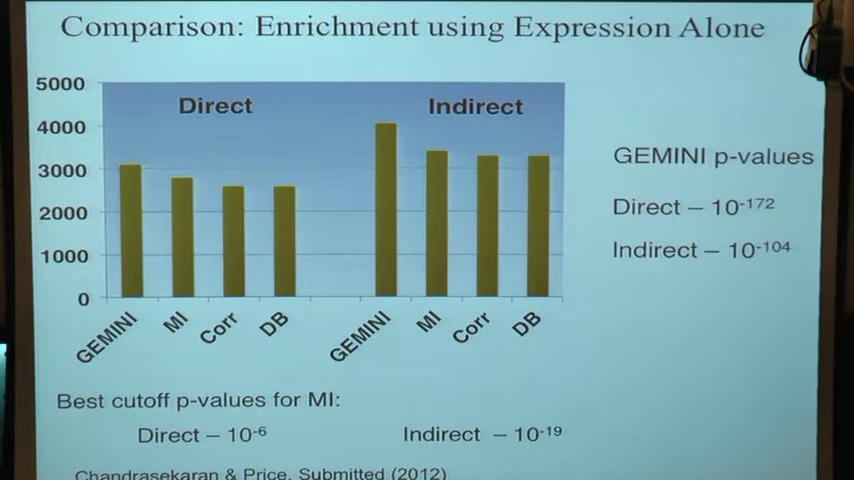 Comparison: Enrichment using Expression Alone
5000
4000
3000
2000
1000
0
Direct
Indirect
GEMINI
MI
Corr
DB
GEMINI
MI
Corr
DB
GEMINI p-values
Direct – 10-172
Indirect – 10-104
Best cutoff p-values for MI:
Direct – 10-6
Indirect – 10-19
Chandrasekaran & Price, Submitted (2012)